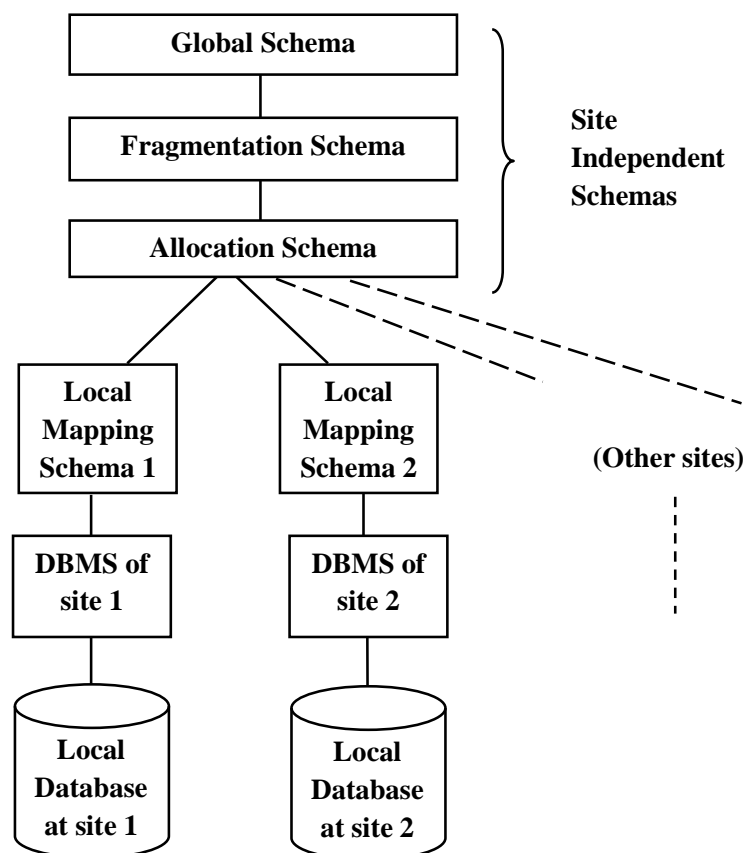 Global Schema
Fragmentation Schema
Allocation Schema
Site
Independent
Schemas
Local
Mapping
Schema 1
Local
Mapping
Schema 2
(Other sites)
DBMS of
site 1
DBMS of
site 2
Local
Database
at site 1
Local
Database
at site 2